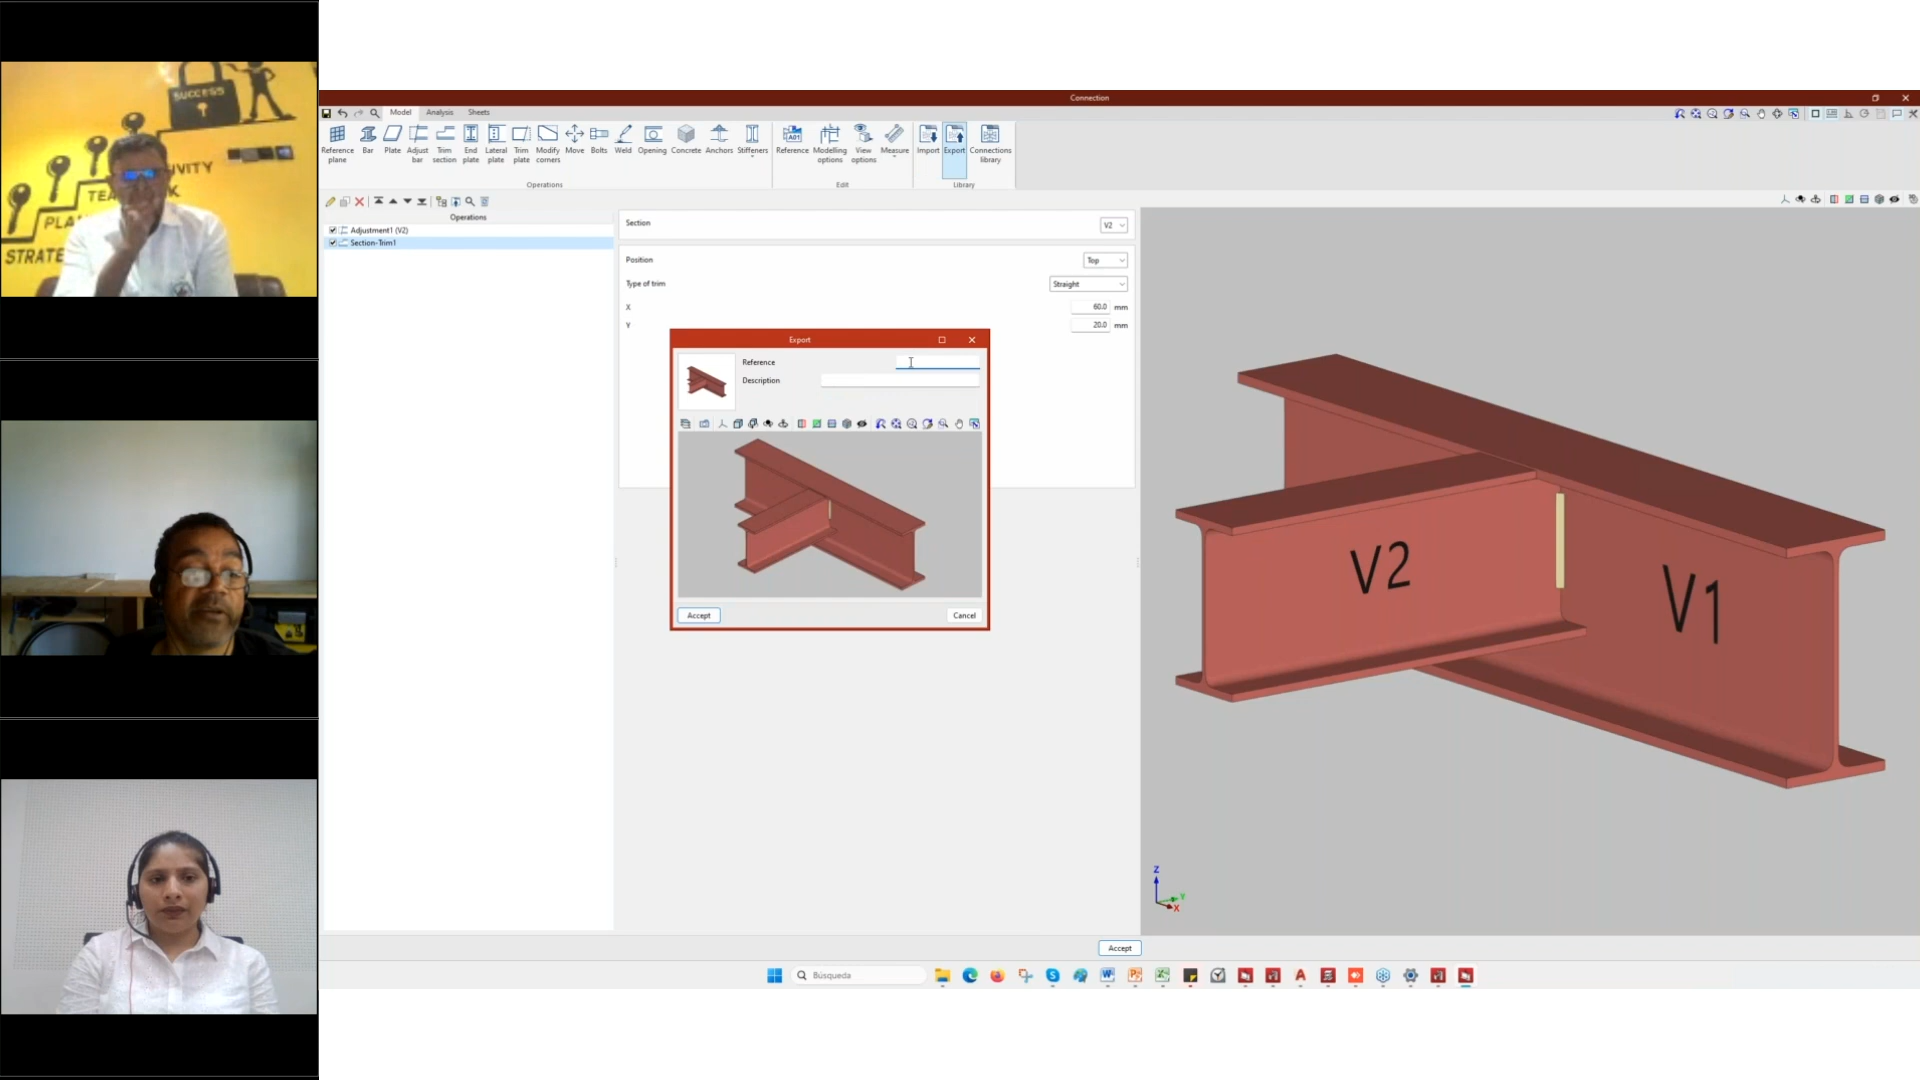 SUCCESS
IVITY
TEA
K
PLA
STRATE
Connection
Model Analysis Sheets
Reference plane
Bar
Plate
Adjust bar
Trim section
End plate
Lateral plate
Trim plate
Modify corners
Move
Bolts
Weld
Opening
Concrete
Anchors
Stiffeners
Reference
Modelling options
View options
Measure
Import
Export
Connections library
Operations
Edit
Library
Operations
Adjustment1 (V2)
Section-Trim1
Section V2
Position Top
Type of trim Straight
X 60.0 mm
Y 20.0 mm
Export
Reference
Description
Accept Cancel
V2
V1
Z
Y
X
Accept
Búsqueda